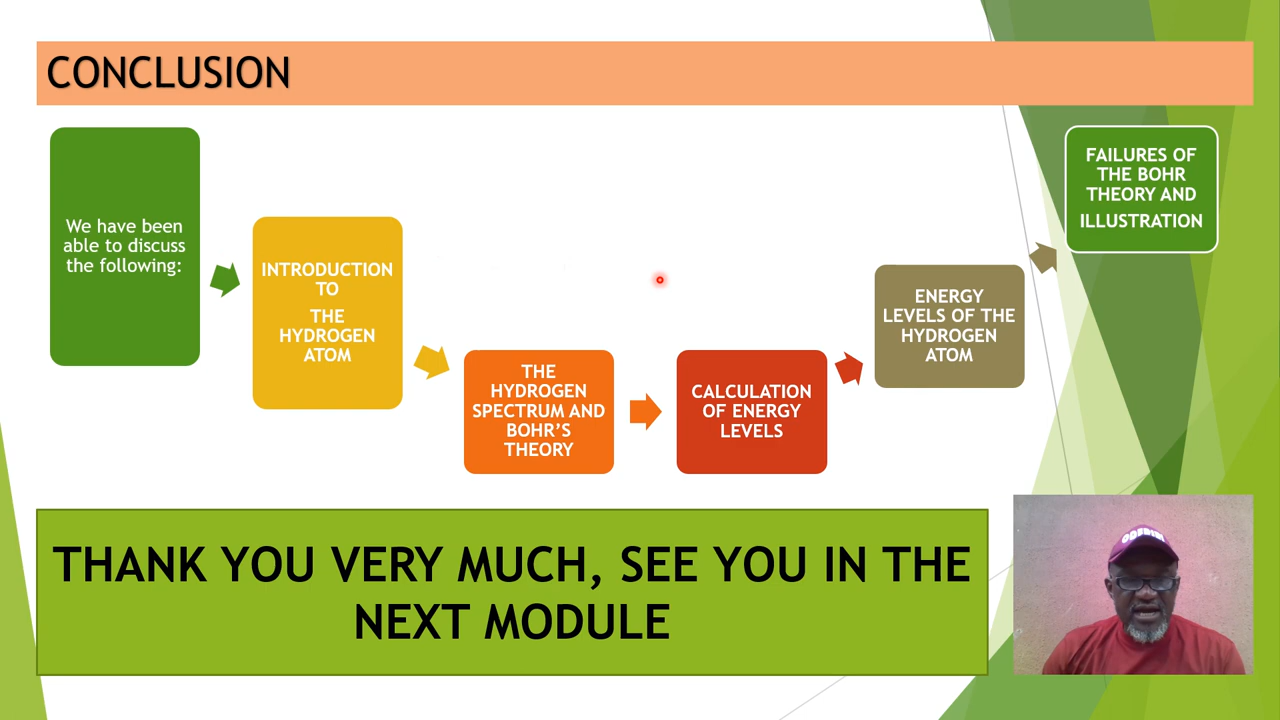 CONCLUSION
We have been
able to discuss
the following:
INTRODUCTION
TO
THE
HYDROGEN
ATOM
THE
HYDROGEN
SPECTRUM AND
BOHR’S
THEORY
CALCULATION
OF ENERGY
LEVELS
ENERGY
LEVELS OF THE
HYDROGEN
ATOM
FAILURES OF
THE BOHR
THEORY AND
ILLUSTRATION
THANK YOU VERY MUCH, SEE YOU IN THE
NEXT MODULE